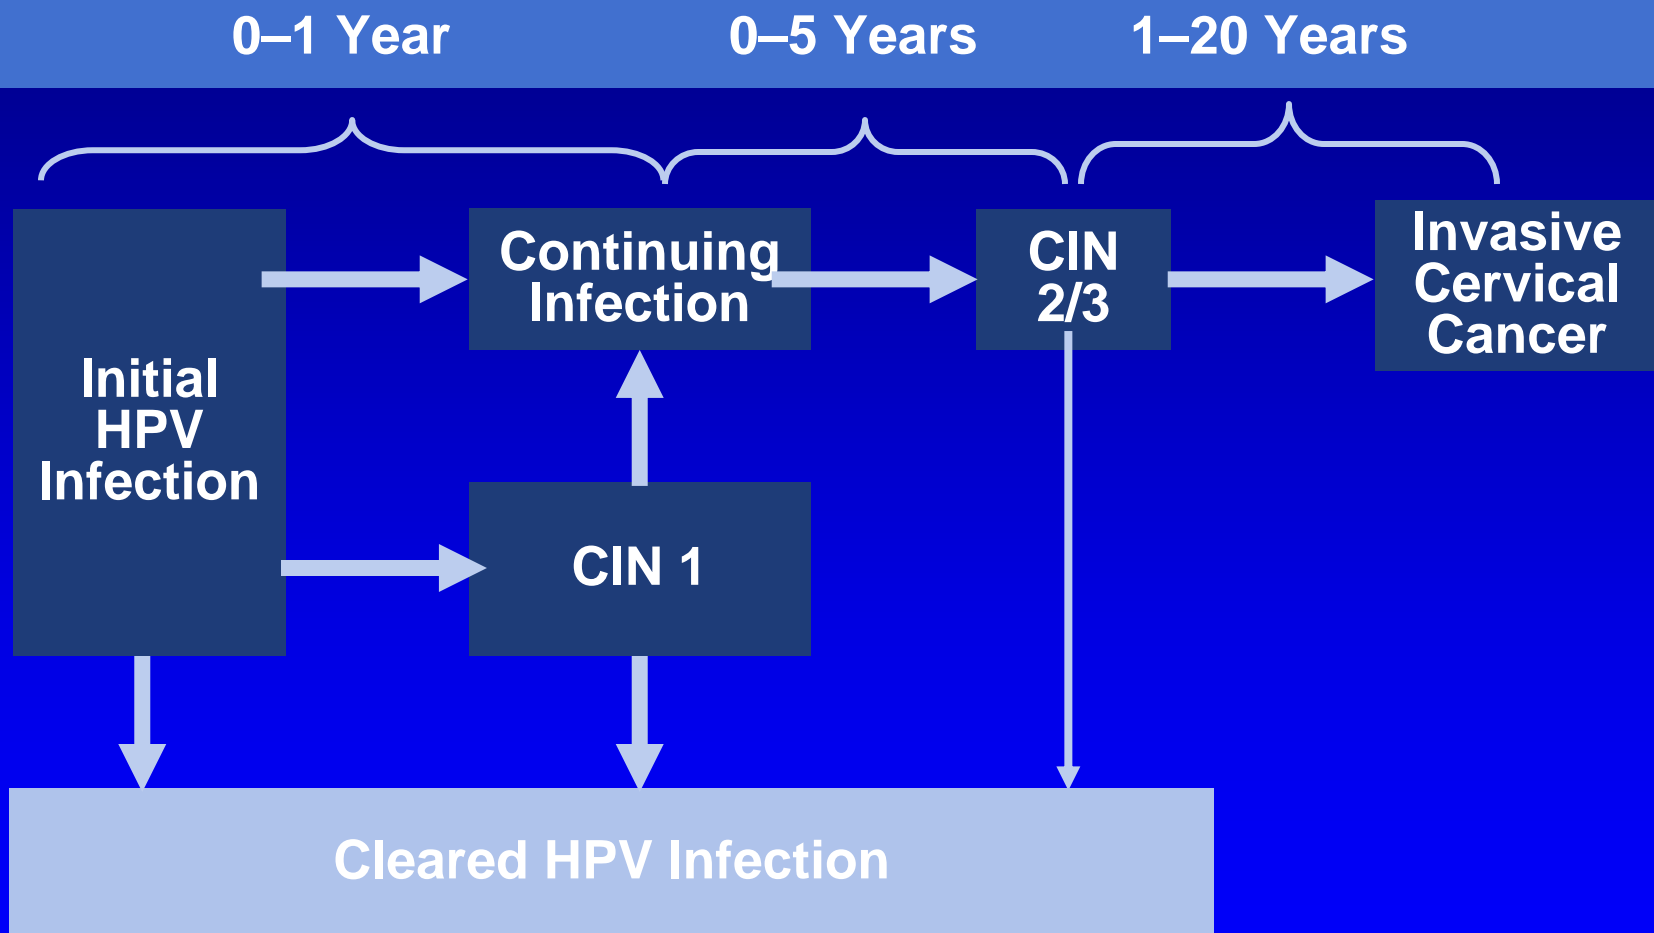 0–1 Year
0–5 Years
1–20 Years
Initial
HPV
Infection
Continuing
Infection
CIN
2/3
Invasive
Cervical
Cancer
CIN 1
Cleared HPV Infection